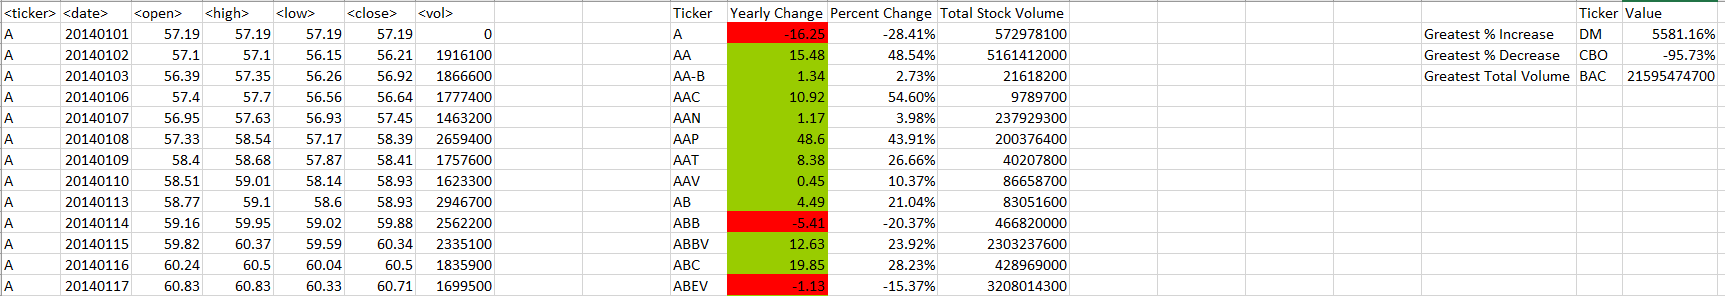 <ticker> <date> <open> <high> <low> <close> <vol> Ticker Yearly Change Percent Change Total Stock Volume Ticker Value
A 20140101 57.19 57.19 57.19 57.19 0 A -16.25 -28.41% 572978100 Greatest % Increase DM 5581.16%
A 20140102 57.1 57.1 56.15 56.21 1916100 AA 15.48 48.54% 5161412000 Greatest % Decrease CBO -95.73%
A 20140103 56.39 57.35 56.26 56.92 1866600 AA-B 1.34 2.73% 21618200 Greatest Total Volume BAC 21595474700
A 20140106 57.4 57.7 56.56 56.64 1777400 AAC 10.92 54.60% 9789700
A 20140107 56.95 57.63 56.93 57.45 1463200 AAN 1.17 3.98% 237929300
A 20140108 57.33 58.54 57.17 58.39 2659400 AAP 48.6 43.91% 200376400
A 20140109 58.4 58.68 57.87 58.41 1757600 AAT 8.38 26.66% 40207800
A 20140110 58.51 59.01 58.14 58.93 1623300 AAV 0.45 10.37% 86658700
A 20140113 58.77 59.1 58.6 58.93 2946700 AB 4.49 21.04% 83051600
A 20140114 59.16 59.95 59.02 59.88 2562200 ABB -5.41 -20.37% 466820000
A 20140115 59.82 60.37 59.59 60.34 2335100 ABBV 12.63 23.92% 2303237600
A 20140116 60.24 60.5 60.04 60.5 1835900 ABC 19.85 28.23% 428969000
A 20140117 60.83 60.83 60.33 60.71 1699500 ABEV -1.13 -15.37% 3208014300